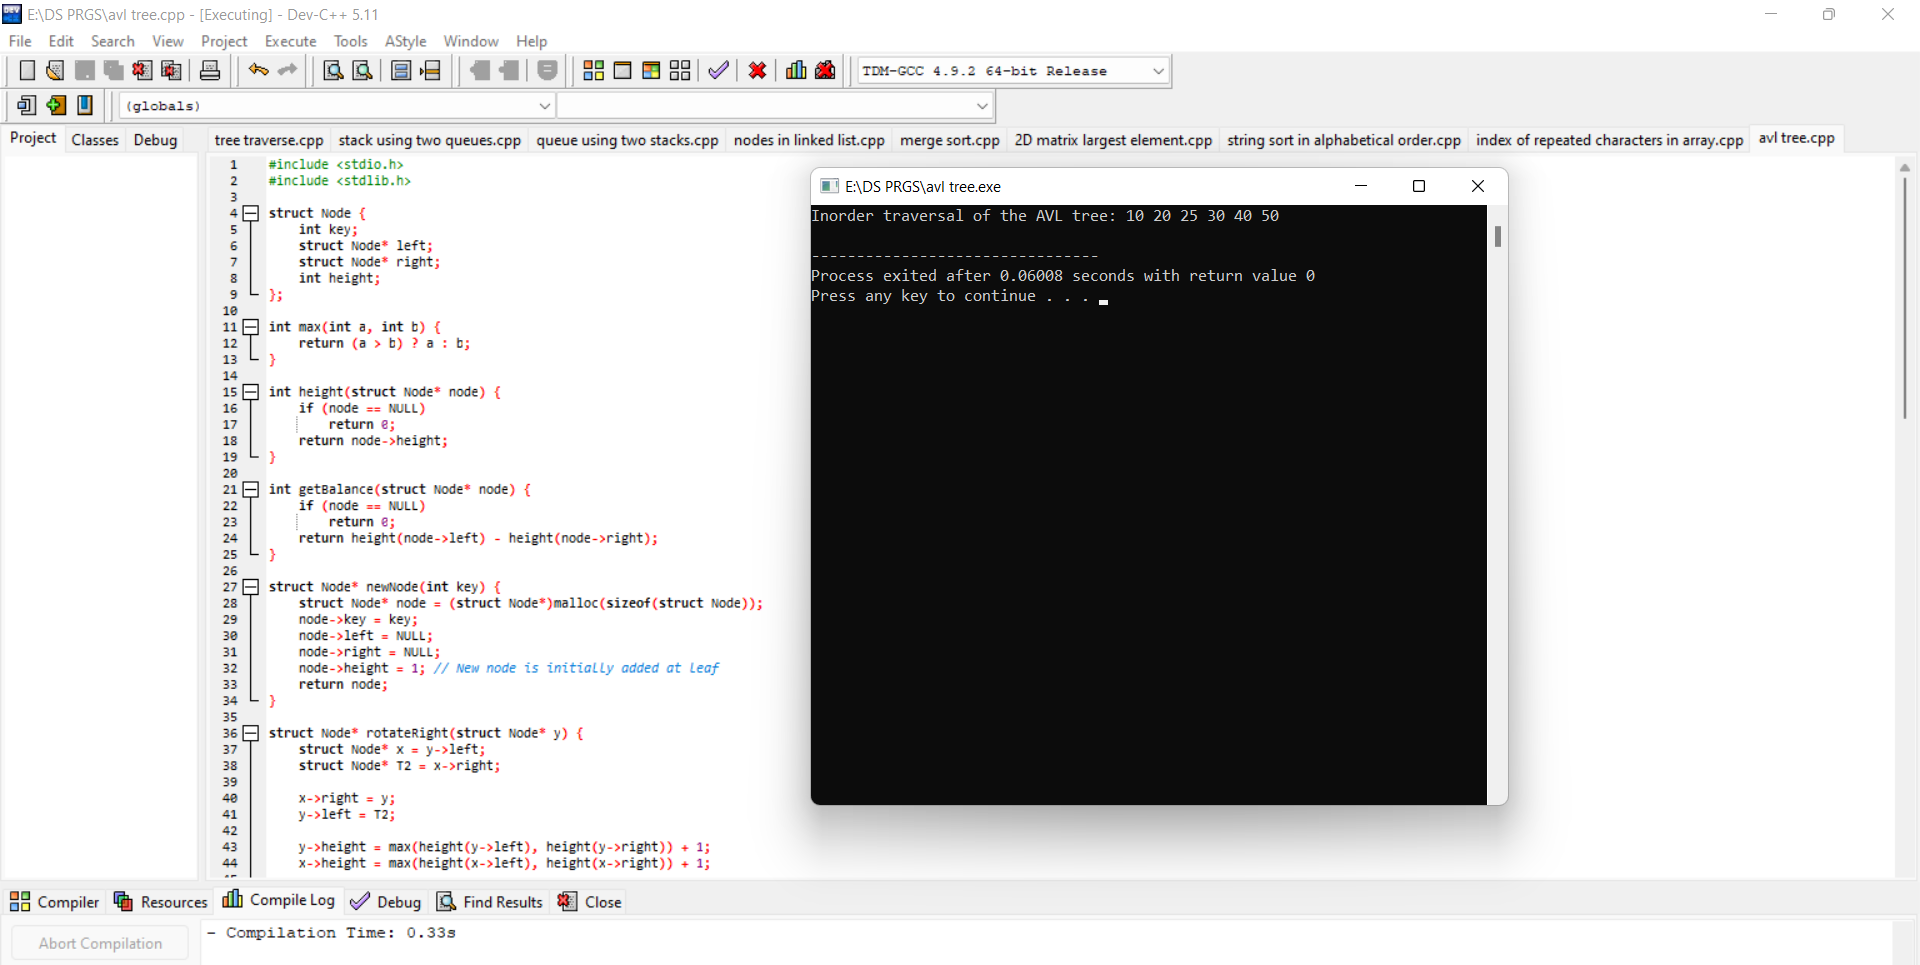 E:\DS PRGS\avl tree.cpp - [Executing] - Dev-C++ 5.11
File Edit Search View Project Execute Tools AStyle Window Help
TDM-GCC 4.9.2 64-bit Release
(globals)
Project Classes Debug
tree traverse.cpp stack using two queues.cpp queue using two stacks.cpp nodes in linked list.cpp merge sort.cpp 2D matrix largest element.cpp string sort in alphabetical order.cpp index of repeated characters in array.cpp avl tree.cpp
1 #include <stdio.h>
2 #include <stdlib.h>
3
4 struct Node {
5 int key;
6 struct Node* left;
7 struct Node* right;
8 int height;
9 };
10
11 int max(int a, int b) {
12 return (a > b) ? a : b;
13 }
14
15 int height(struct Node* node) {
16 if (node == NULL)
17 return 0;
18 return node->height;
19 }
20
21 int getBalance(struct Node* node) {
22 if (node == NULL)
23 return 0;
24 return height(node->left) - height(node->right);
25 }
26
27 struct Node* newNode(int key) {
28 struct Node* node = (struct Node*)malloc(sizeof(struct Node));
29 node->key = key;
30 node->left = NULL;
31 node->right = NULL;
32 node->height = 1; // New node is initially added at leaf
33 return node;
34 }
35
36 struct Node* rotateRight(struct Node* y) {
37 struct Node* x = y->left;
38 struct Node* T2 = x->right;
39
40 x->right = y;
41 y->left = T2;
42
43 y->height = max(height(y->left), height(y->right)) + 1;
44 x->height = max(height(x->left), height(x->right)) + 1;
E:\DS PRGS\avl tree.exe
Inorder traversal of the AVL tree: 10 20 25 30 40 50
--------------------------------
Process exited after 0.06008 seconds with return value 0
Press any key to continue . . .
Compiler Resources Compile Log Debug Find Results Close
Abort Compilation
- Compilation Time: 0.33s